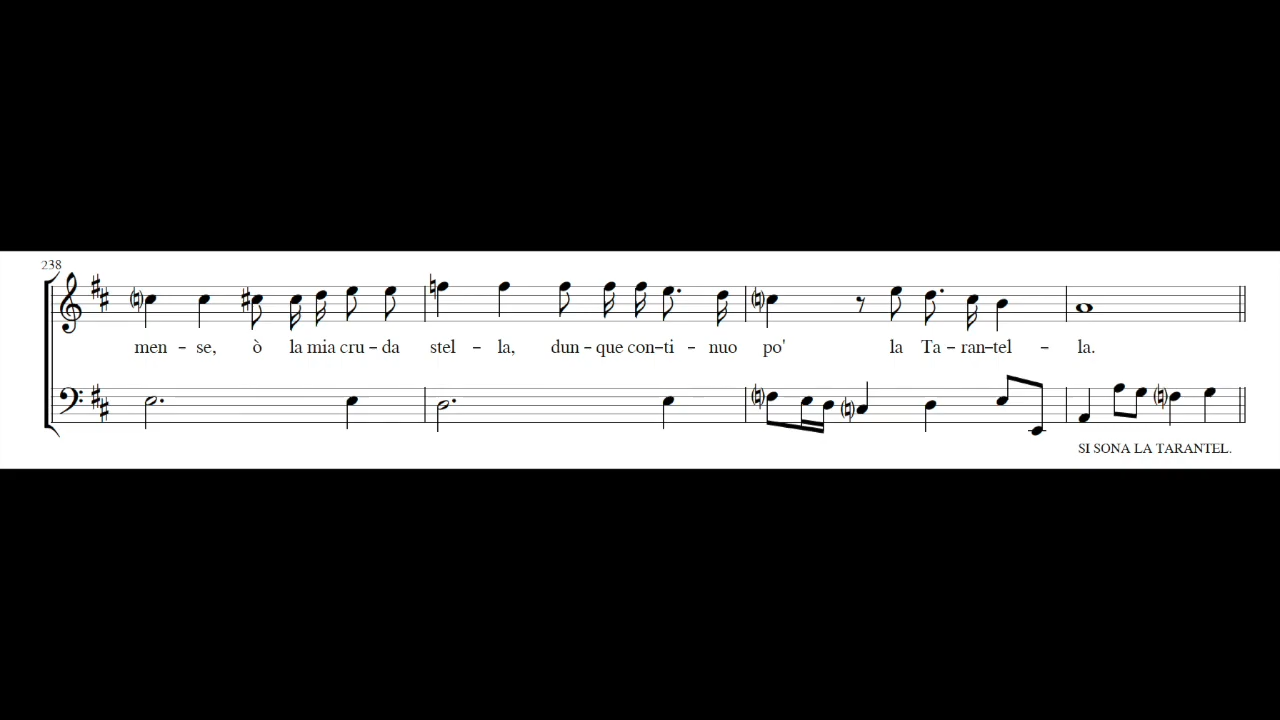 238
men – se, ò la mia cru – da stel – la, dun – que con – ti – nuo po' la Ta – ran – tel – la.
SI SONA LA TARANTEL.